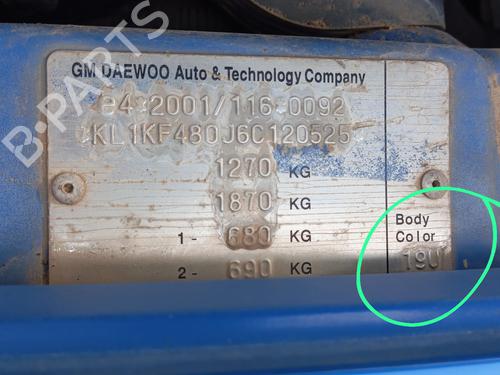 GM DAEWOO Auto & Technology Company
e4*2001/116*0092
*KL1KF480J6C120525*
1270 KG
1870 KG
1 - 680 KG
2 - 690 KG
Body
Color
19U
B-PARTS
B-PARTS